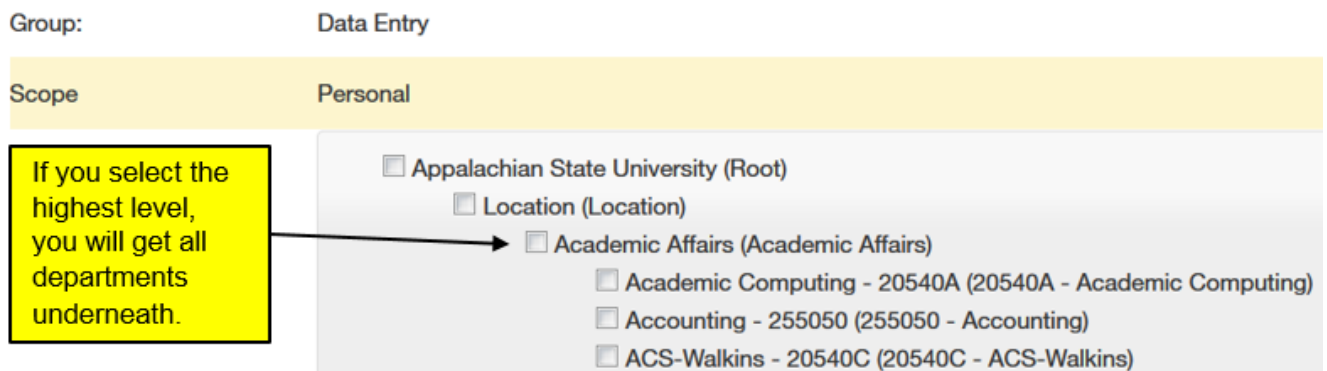 Group: Data Entry
Scope Personal
If you select the
highest level,
you will get all
departments
underneath.
Appalachian State University (Root)
Location (Location)
Academic Affairs (Academic Affairs)
Academic Computing - 20540A (20540A - Academic Computing)
Accounting - 255050 (255050 - Accounting)
ACS-Walkins - 20540C (20540C - ACS-Walkins)